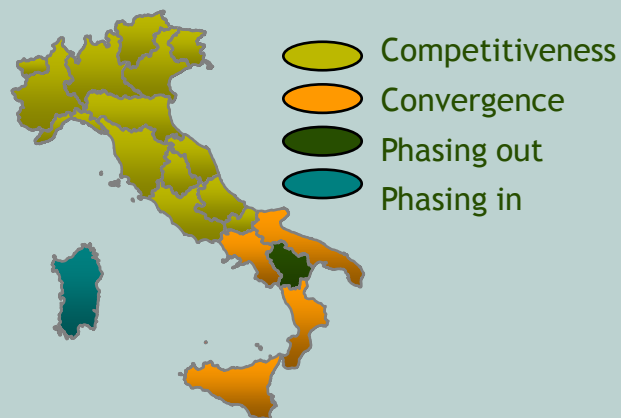 Competitiveness
Convergence
Phasing out
Phasing in